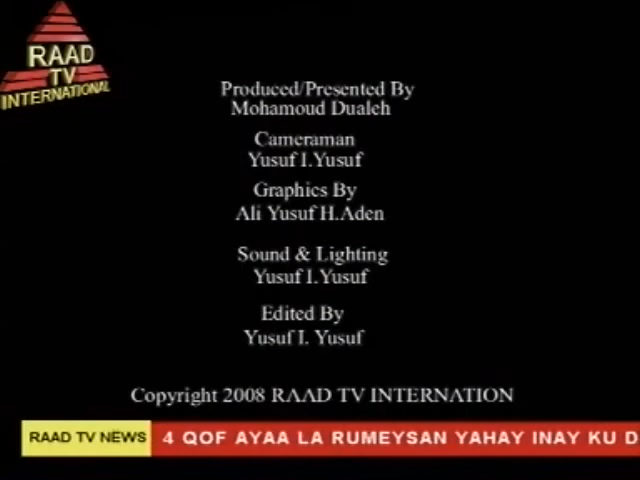 RAAD
TV
INTERNATIONAL
Produced/Presented By
Mohamoud Dualeh
Cameraman
Yusuf I.Yusuf
Graphics By
Ali Yusuf H.Aden
Sound & Lighting
Yusuf I.Yusuf
Edited By
Yusuf I. Yusuf
Copyright 2008 RAAD TV INTERNATION
RAAD TV NEWS 4 QOF AYAA LA RUMEYSAN YAHAY INAY KU D